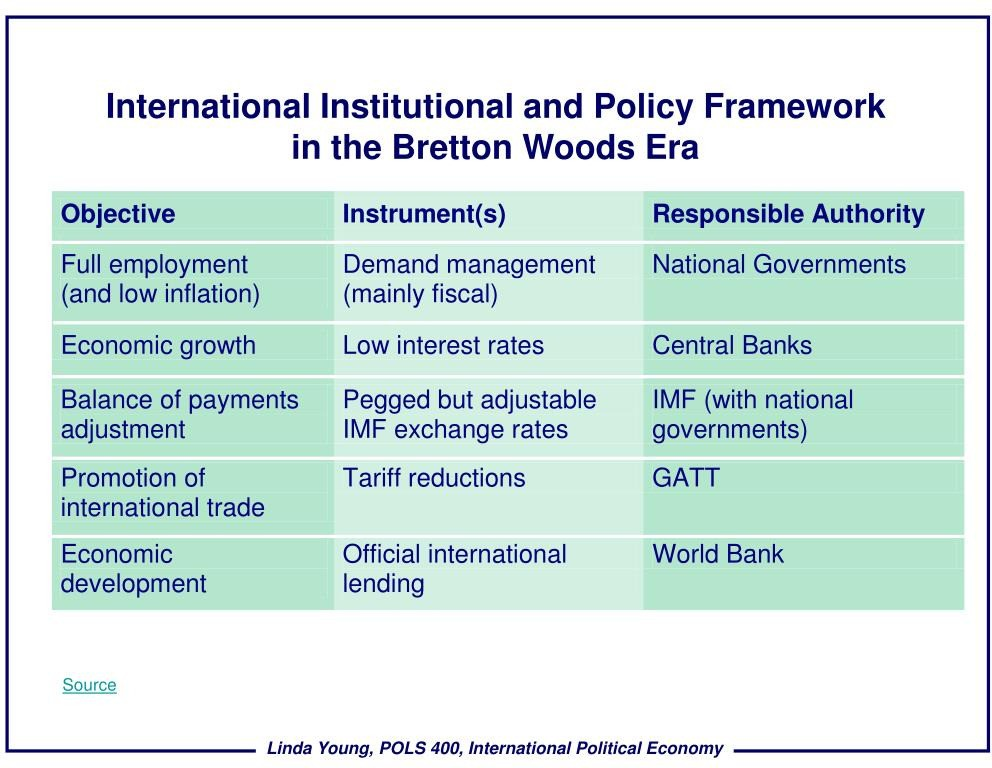 International Institutional and Policy Framework
in the Bretton Woods Era
Objective
Instrument(s)
Responsible Authority
Full employment
(and low inflation)
Demand management
(mainly fiscal)
National Governments
Economic growth
Low interest rates
Central Banks
Balance of payments
adjustment
Pegged but adjustable
IMF exchange rates
IMF (with national
governments)
Promotion of
international trade
Tariff reductions
GATT
Economic
development
Official international
lending
World Bank
Source
Linda Young, POLS 400, International Political Economy